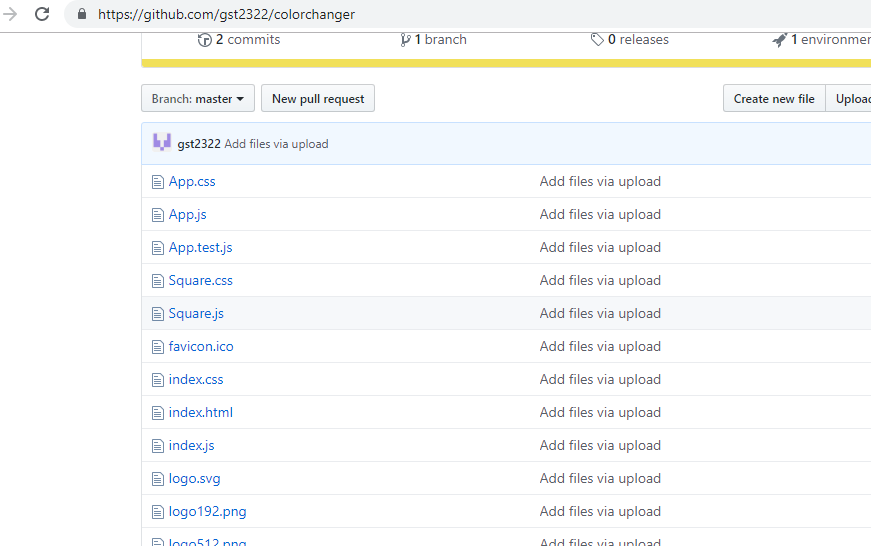 https://github.com/gst2322/colorchanger
2 commits 1 branch 0 releases 1 environmen
Branch: master New pull request Create new file Upload
gst2322 Add files via upload
App.css Add files via upload
App.js Add files via upload
App.test.js Add files via upload
Square.css Add files via upload
Square.js Add files via upload
favicon.ico Add files via upload
index.css Add files via upload
index.html Add files via upload
index.js Add files via upload
logo.svg Add files via upload
logo192.png Add files via upload
logo512.png Add files via upload